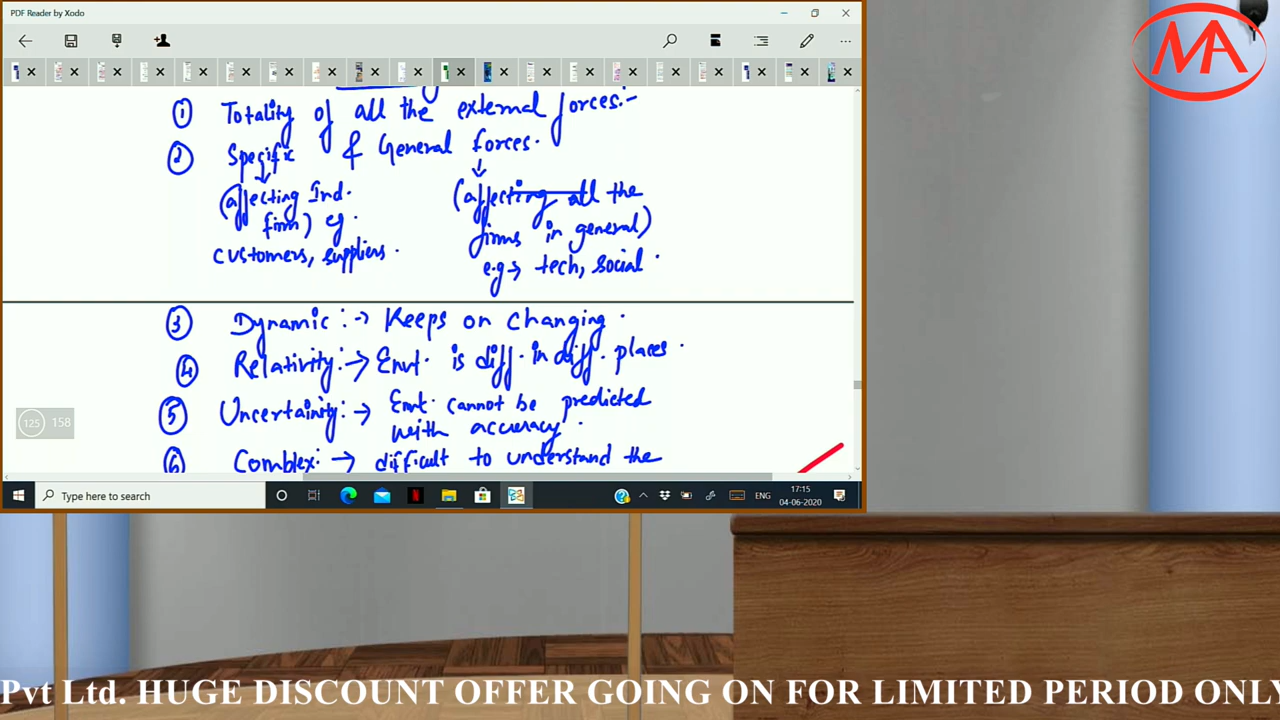 PDF Reader by Xodo
MA
① Totality of all the external forces:-
② Specific & General forces.
(affecting Ind. firm) eg. customers, suppliers.
(affecting all the firms in general) e.g→ tech, social.
③ Dynamic :→ Keeps on changing.
④ Relativity :→ Envt. is diff. in diff. places.
⑤ Uncertainity :→ Envt. cannot be predicted
with accuracy.
⑥ Complex: → difficult to understand the
125 158
Type here to search
ENG
17:15
04-06-2020
Pvt Ltd. HUGE DISCOUNT OFFER GOING ON FOR LIMITED PERIOD ONLY